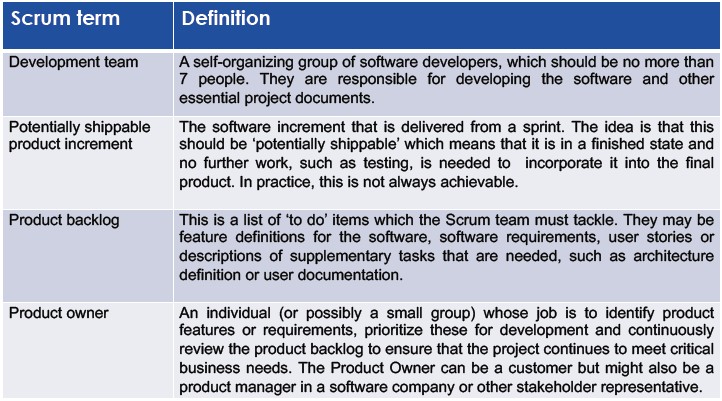 Scrum term Definition
Development team A self-organizing group of software developers, which should be no more than
7 people. They are responsible for developing the software and other
essential project documents.
Potentially shippable The software increment that is delivered from a sprint. The idea is that this
product increment should be ‘potentially shippable’ which means that it is in a finished state and
no further work, such as testing, is needed to incorporate it into the final
product. In practice, this is not always achievable.
Product backlog This is a list of ‘to do’ items which the Scrum team must tackle. They may be
feature definitions for the software, software requirements, user stories or
descriptions of supplementary tasks that are needed, such as architecture
definition or user documentation.
Product owner An individual (or possibly a small group) whose job is to identify product
features or requirements, prioritize these for development and continuously
review the product backlog to ensure that the project continues to meet critical
business needs. The Product Owner can be a customer but might also be a
product manager in a software company or other stakeholder representative.